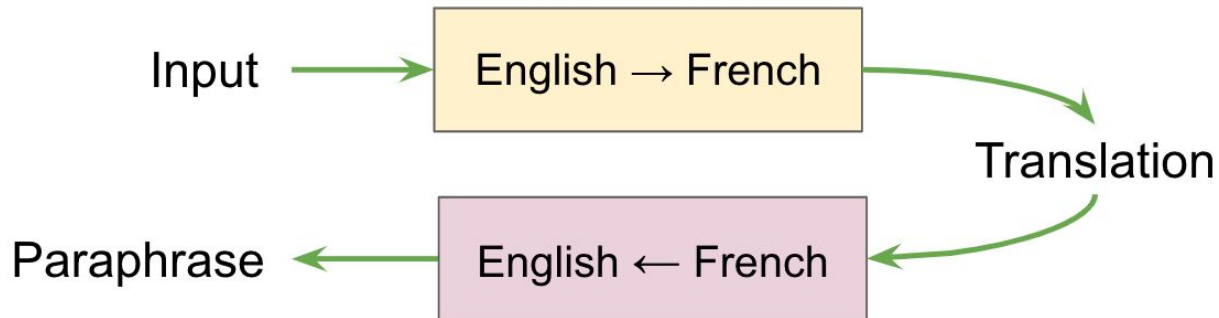 Input
English → French
Translation
English ← French
Paraphrase